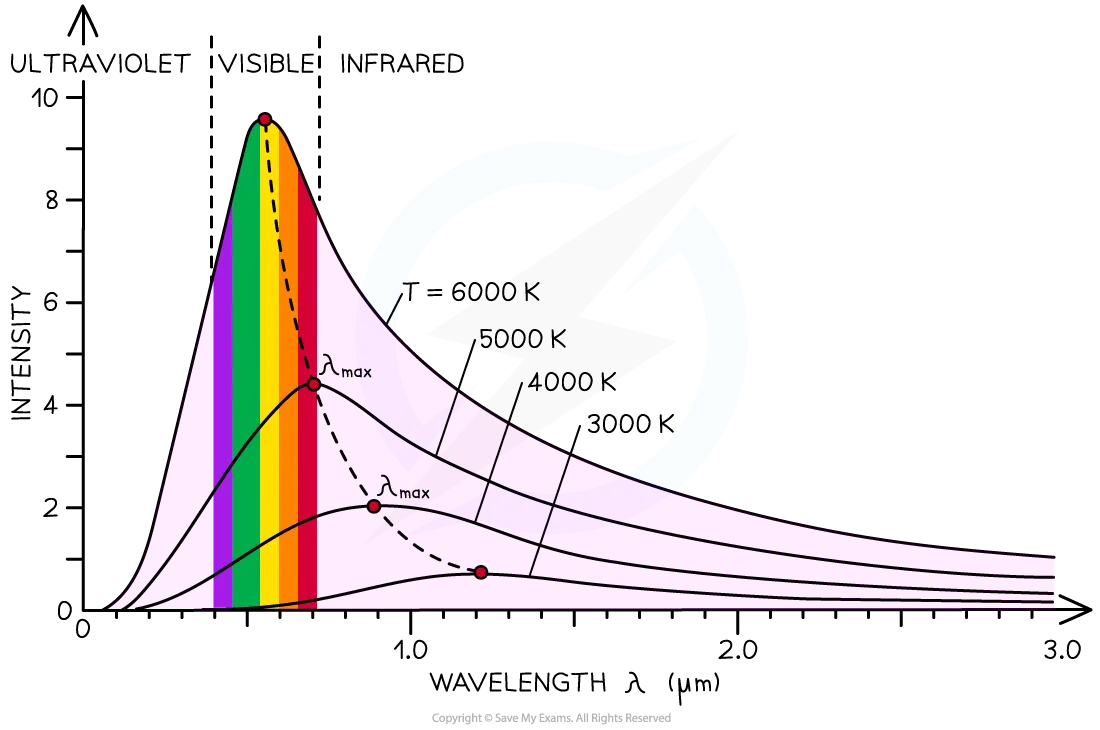 ULTRAVIOLET VISIBLE INFRARED
10
8
6
4
2
0
INTENSITY
T = 6000 K
5000 K
4000 K
3000 K
λmax
λmax
0 1.0 2.0 3.0
WAVELENGTH λ (µm)
Copyright © Save My Exams. All Rights Reserved